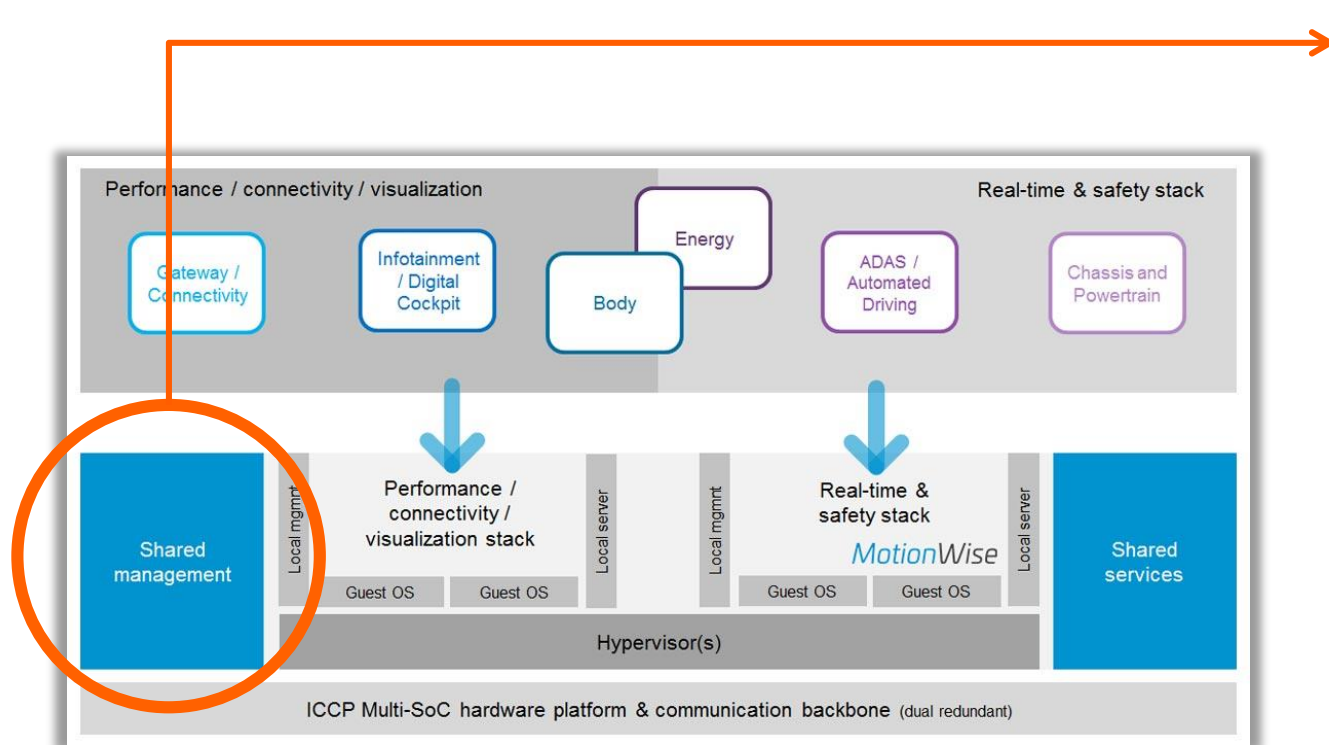 Performance / connectivity / visualization
Real-time & safety stack
Gateway /
Connectivity
Infotainment
/ Digital
Cockpit
Body
Energy
ADAS /
Automated
Driving
Chassis and
Powertrain
Shared
management
Local mgmnt
Performance /
connectivity /
visualization stack
Guest OS
Guest OS
Local server
Local mgmnt
Real-time &
safety stack
MotionWise
Guest OS
Guest OS
Local server
Shared
services
Hypervisor(s)
ICCP Multi-SoC hardware platform & communication backbone (dual redundant)